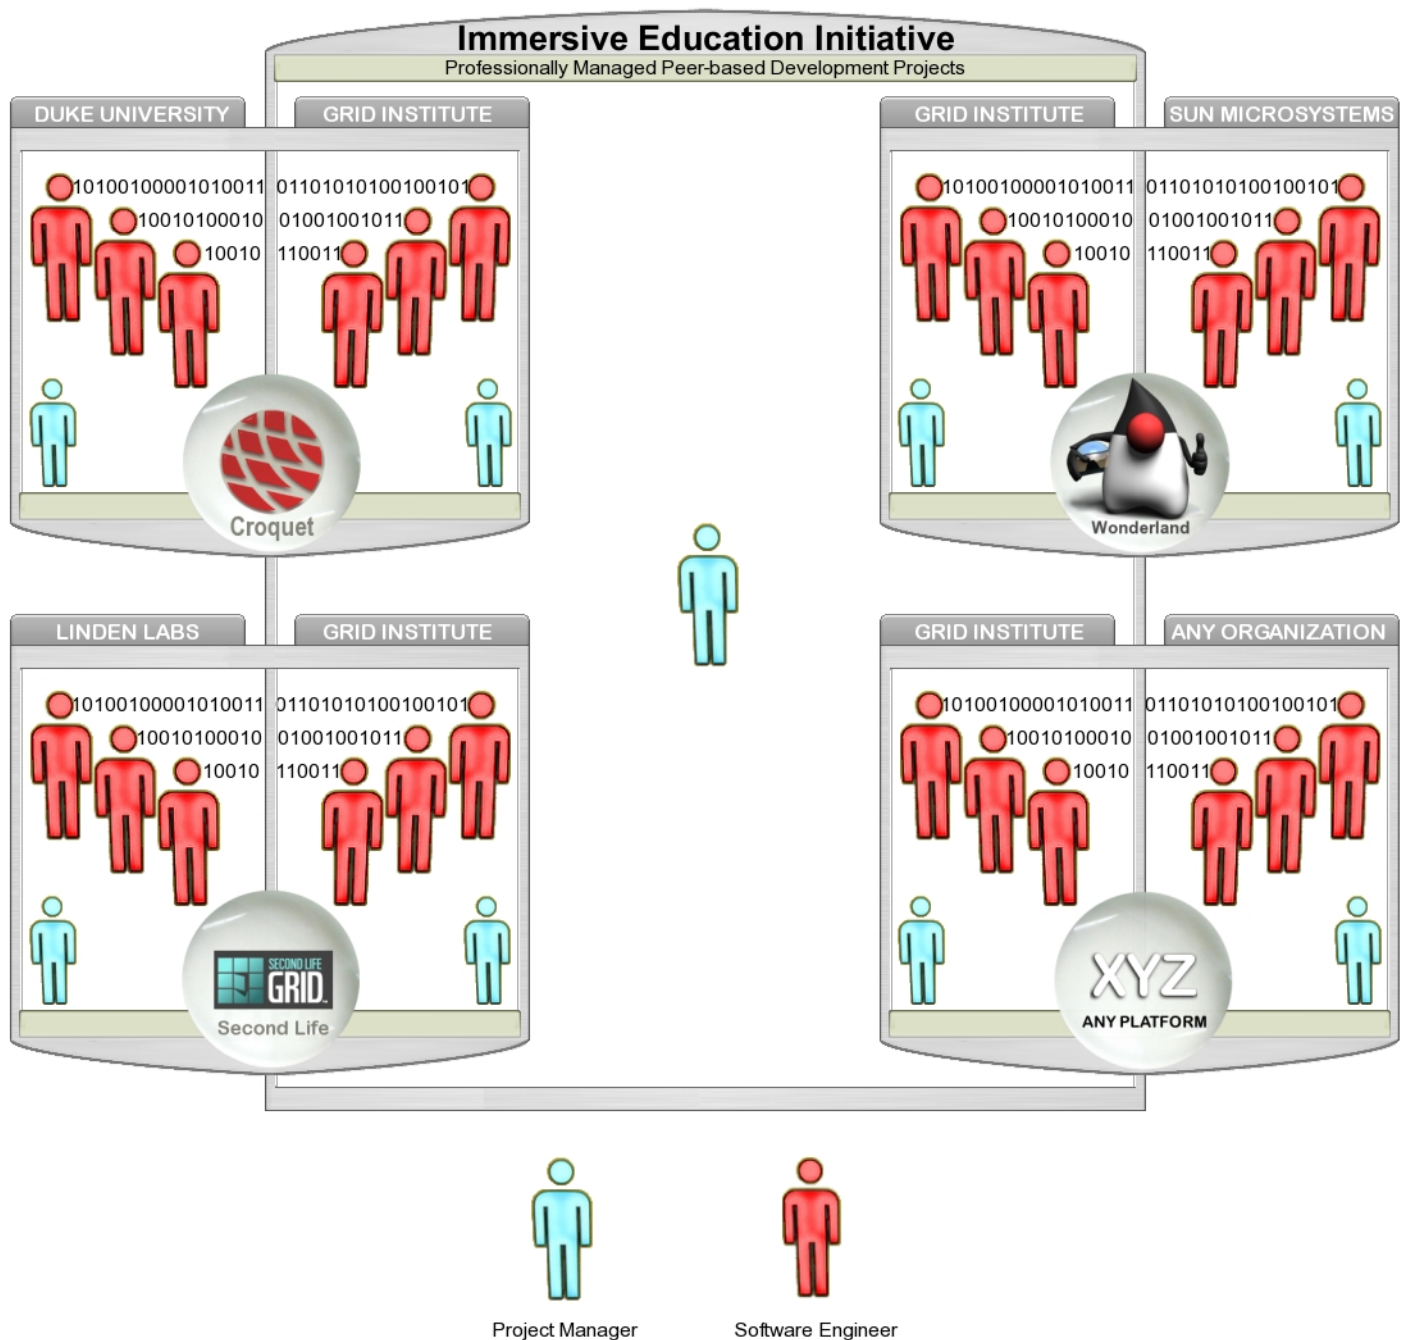 Immersive Education Initiative
Professionally Managed Peer-based Development Projects
DUKE UNIVERSITY
GRID INSTITUTE
10100100001010011 0110101010010010 1
10010100010 01001001011
10010 110011
Croquet
GRID INSTITUTE
SUN MICROSYSTEMS
10100100001010011 01101010100100101
10010100010 01001001011
10010 110011
Wonderland
LINDEN LABS
GRID INSTITUTE
10100100001010011 01101010100100101
10010100010 01001001011
10010 110011
SECOND LIFE
GRID™
Second Life
GRID INSTITUTE
ANY ORGANIZATION
10100100001010011 01101010100100101
10010100010 01001001011
10010 110011
XYZ
ANY PLATFORM
Project Manager
Software Engineer